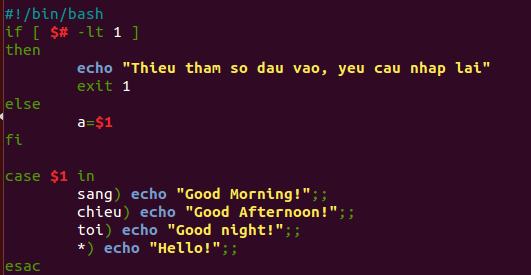 #!/bin/bash
if [ $# -lt 1 ]
then
        echo "Thieu tham so dau vao, yeu cau nhap lai"
        exit 1
else
        a=$1
fi

case $1 in
        sang) echo "Good Morning!";;
        chieu) echo "Good Afternoon!";;
        toi) echo "Good night!";;
        *) echo "Hello!";;
esac